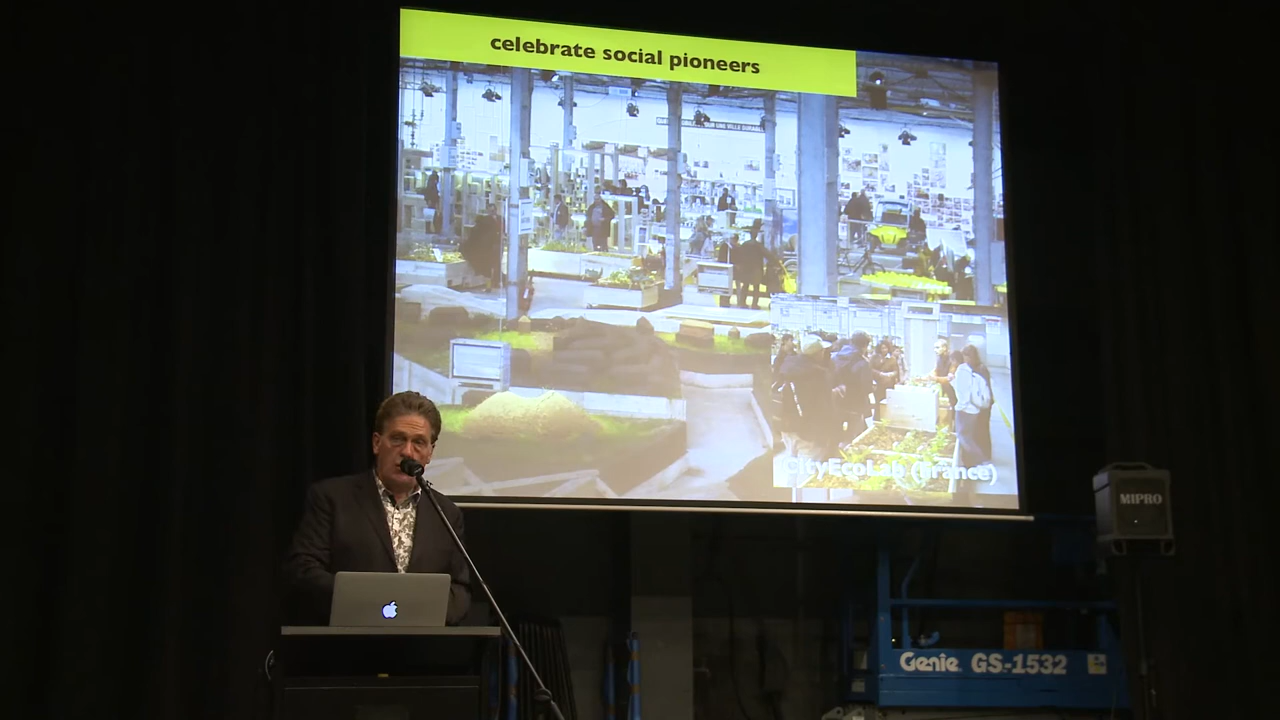 celebrate social pioneers
CityEcoLab (France)
MIPRO
Genie GS-1532